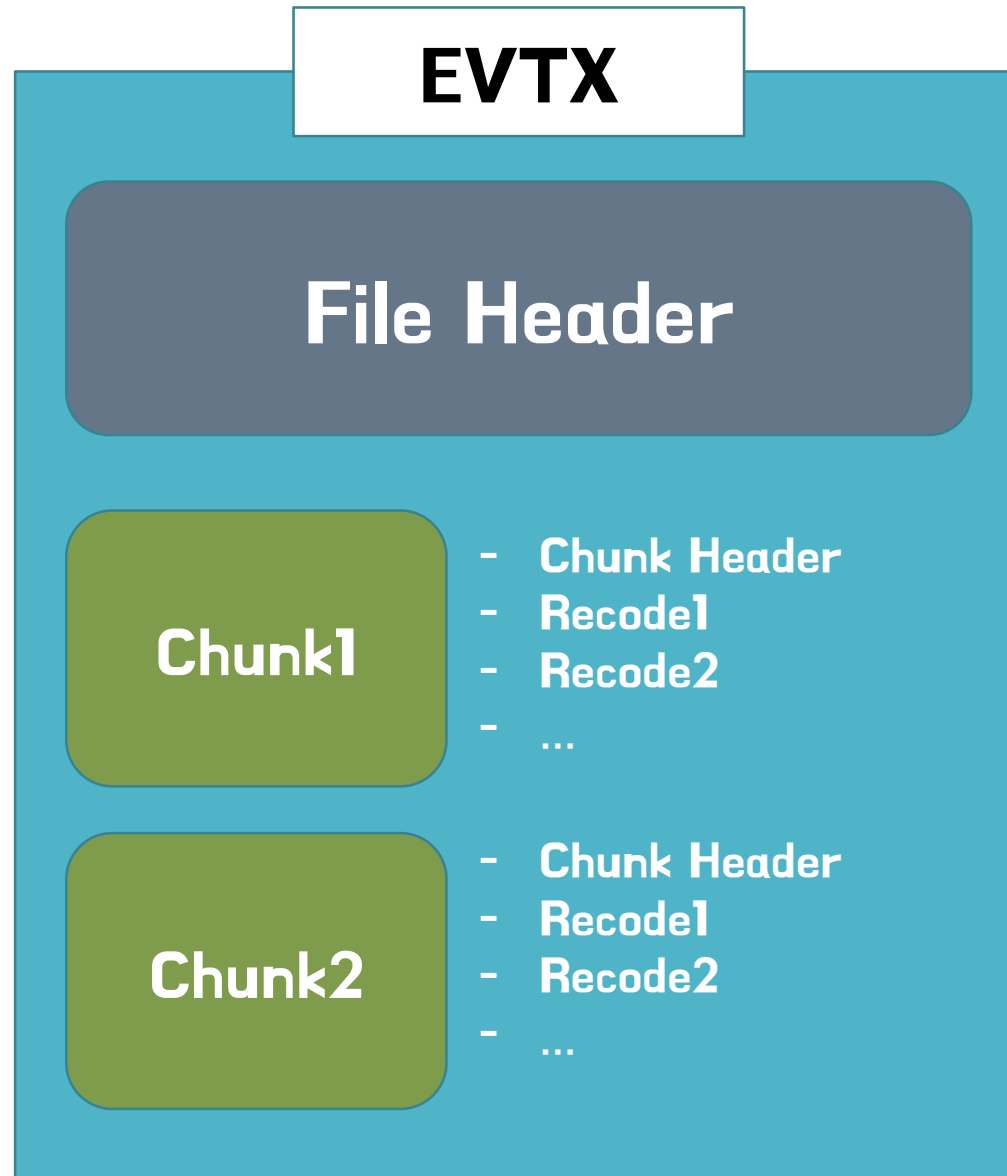 EVTX
File Header
Chunk1
- Chunk Header
- Recode1
- Recode2
- ...
Chunk2
- Chunk Header
- Recode1
- Recode2
- ...